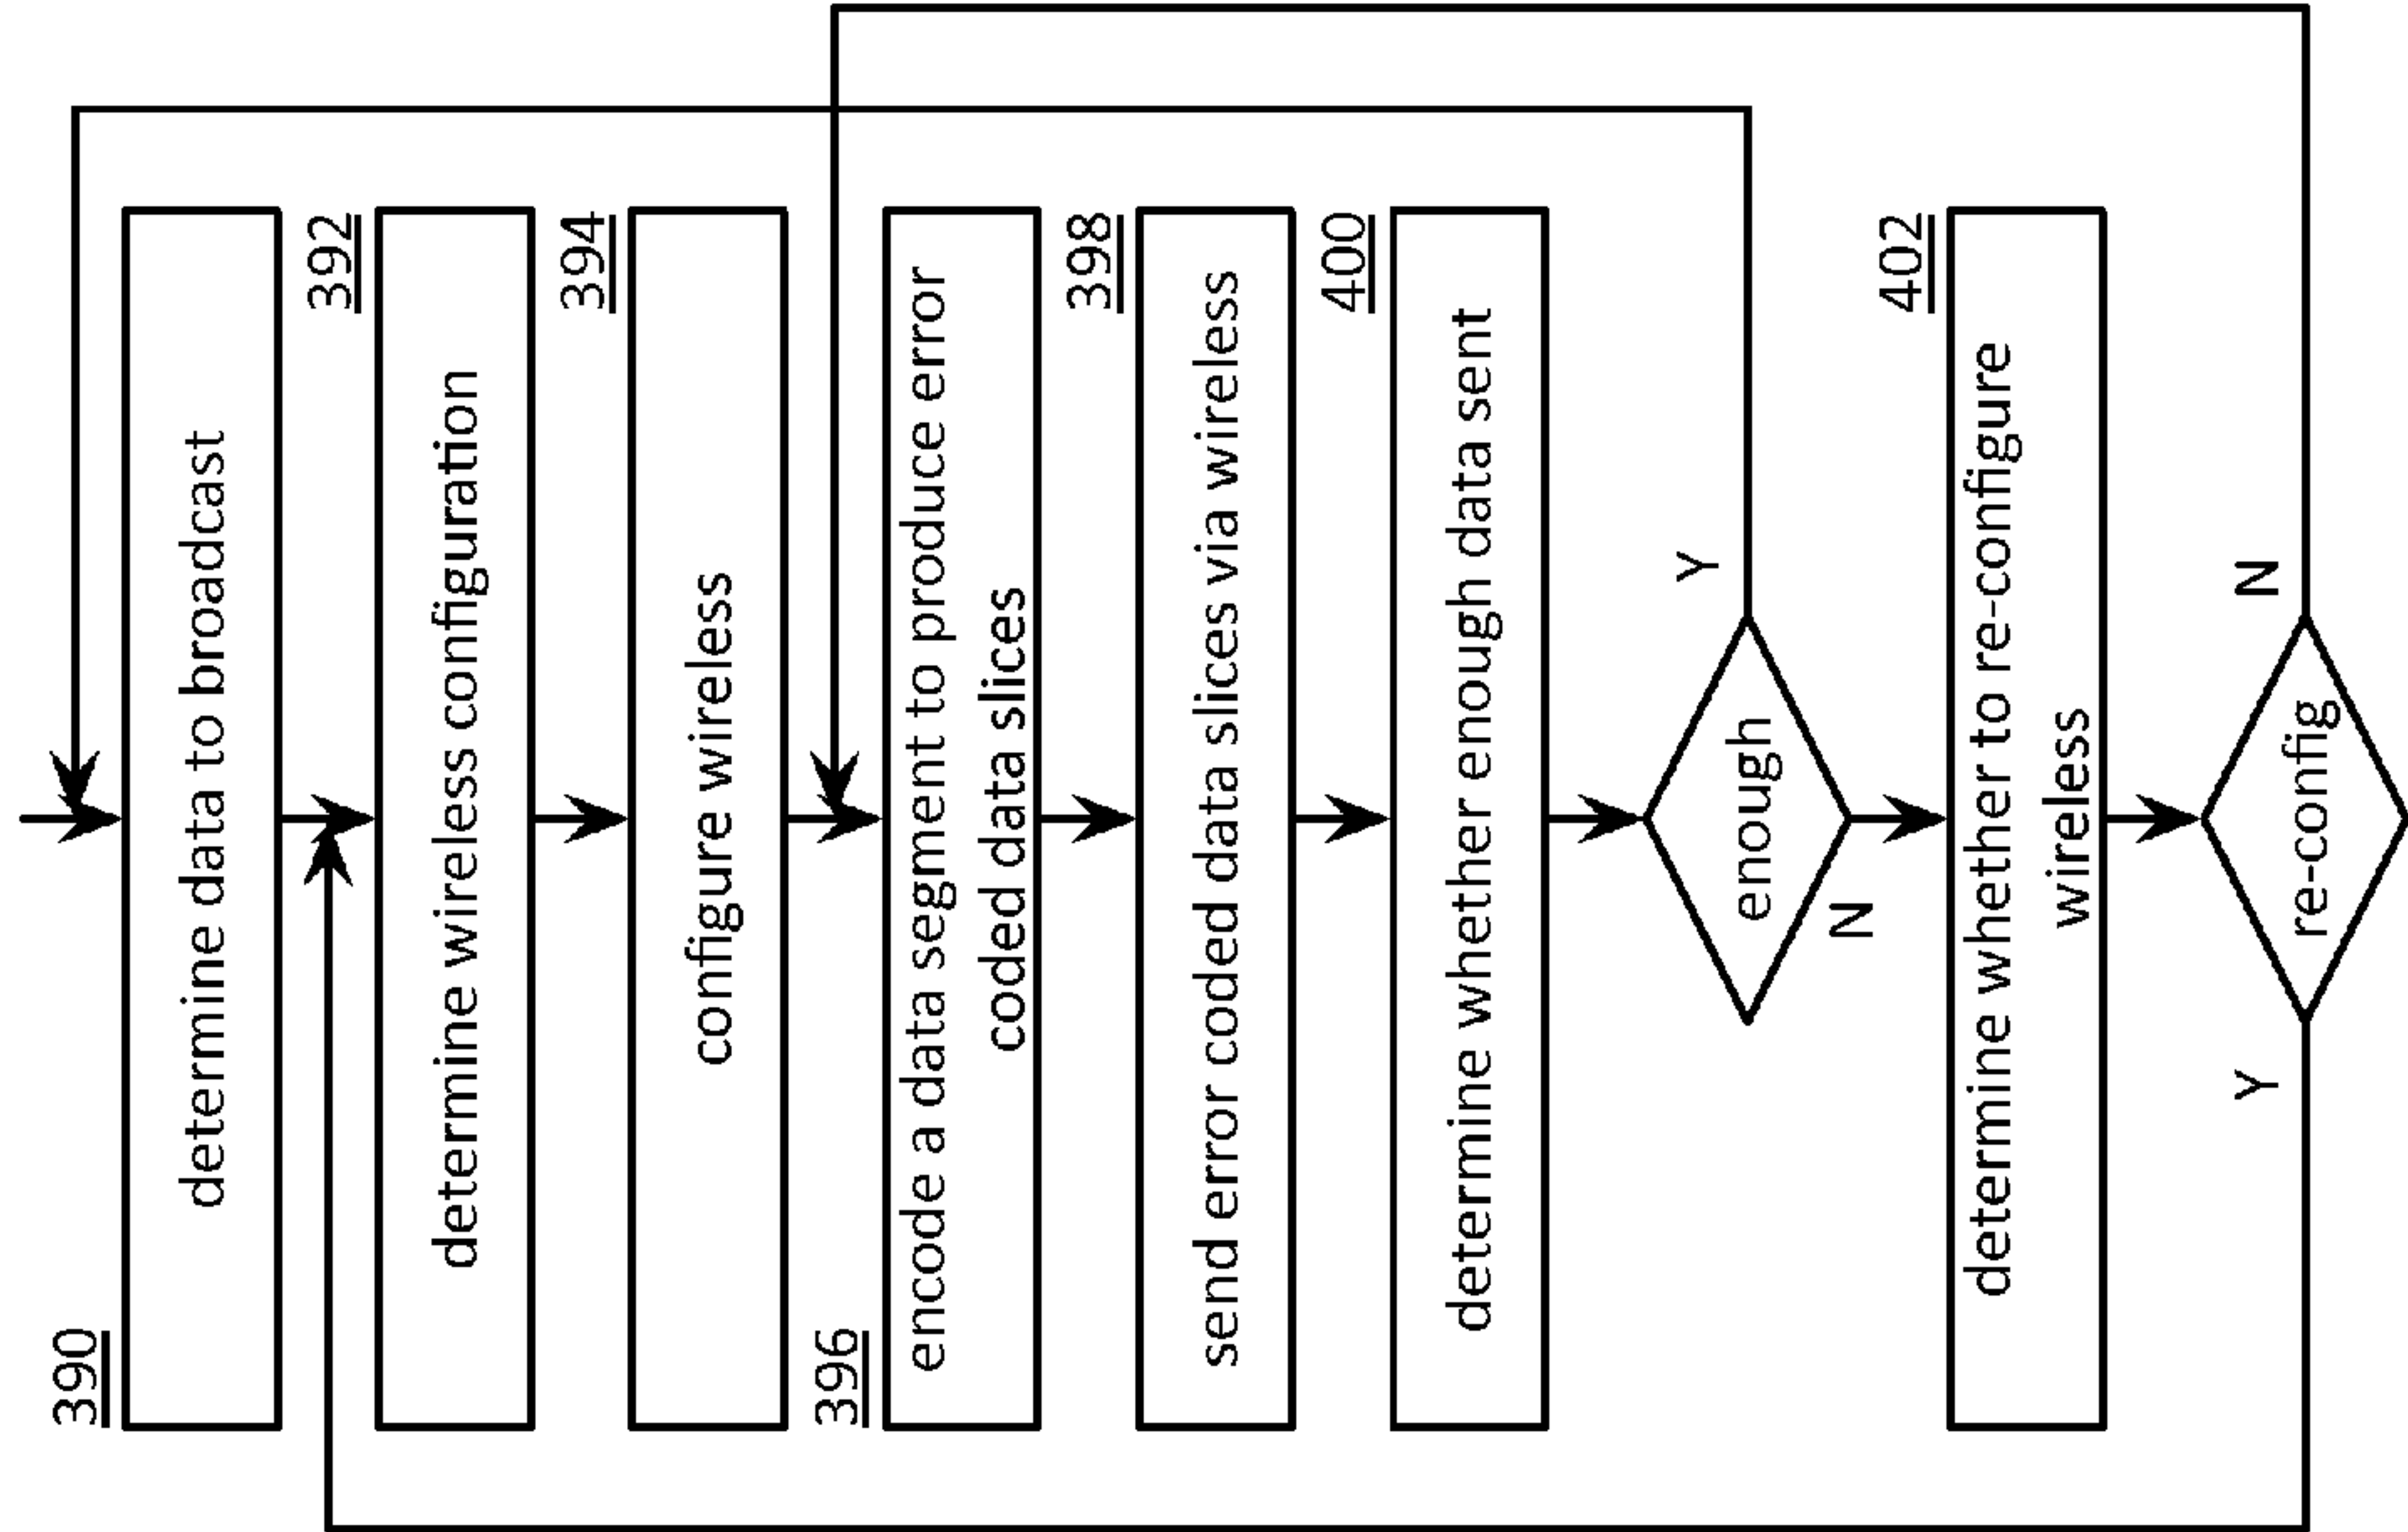 390
determine data to broadcast
392
determine wireless configuration
394
configure wireless
396
encode a data segment to produce error
coded data slices
398
send error coded data slices via wireless
400
determine whether enough data sent
enough
Y
N
402
determine whether to re-configure
wireless
Y
re-config
N